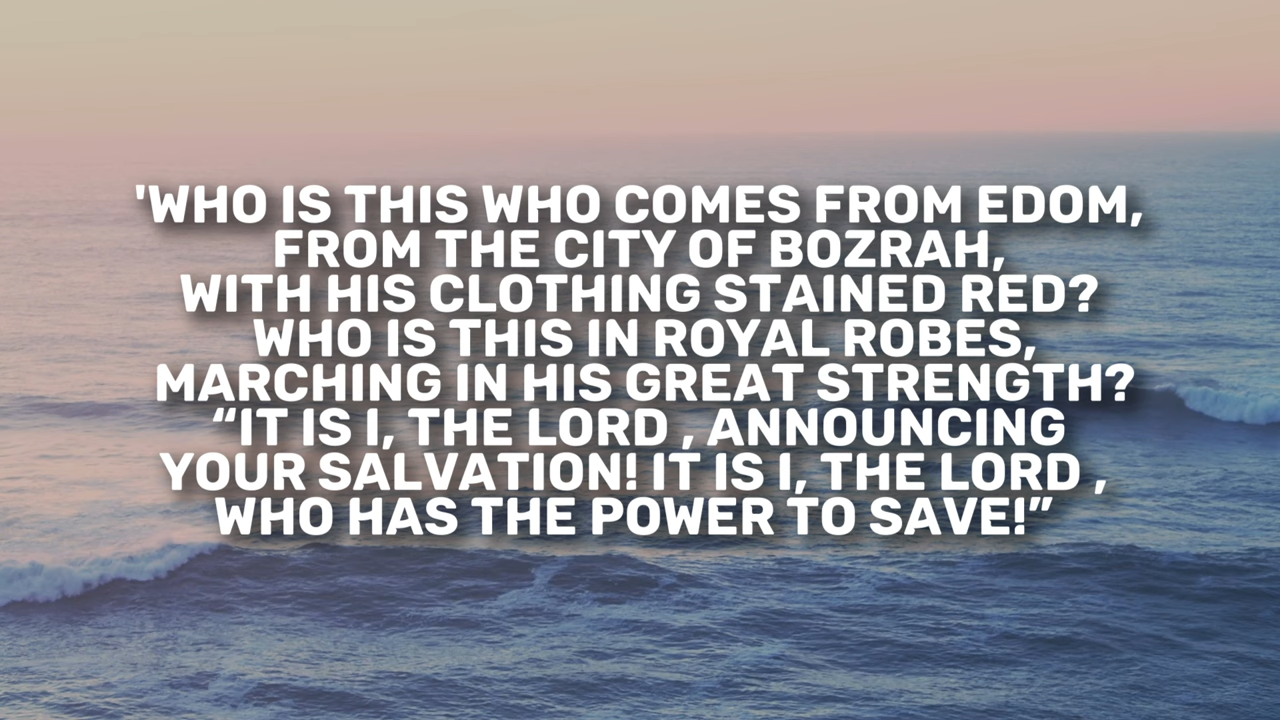 'WHO IS THIS WHO COMES FROM EDOM,
FROM THE CITY OF BOZRAH,
WITH HIS CLOTHING STAINED RED?
WHO IS THIS IN ROYAL ROBES,
MARCHING IN HIS GREAT STRENGTH?
“IT IS I, THE LORD , ANNOUNCING
YOUR SALVATION! IT IS I, THE LORD ,
WHO HAS THE POWER TO SAVE!”